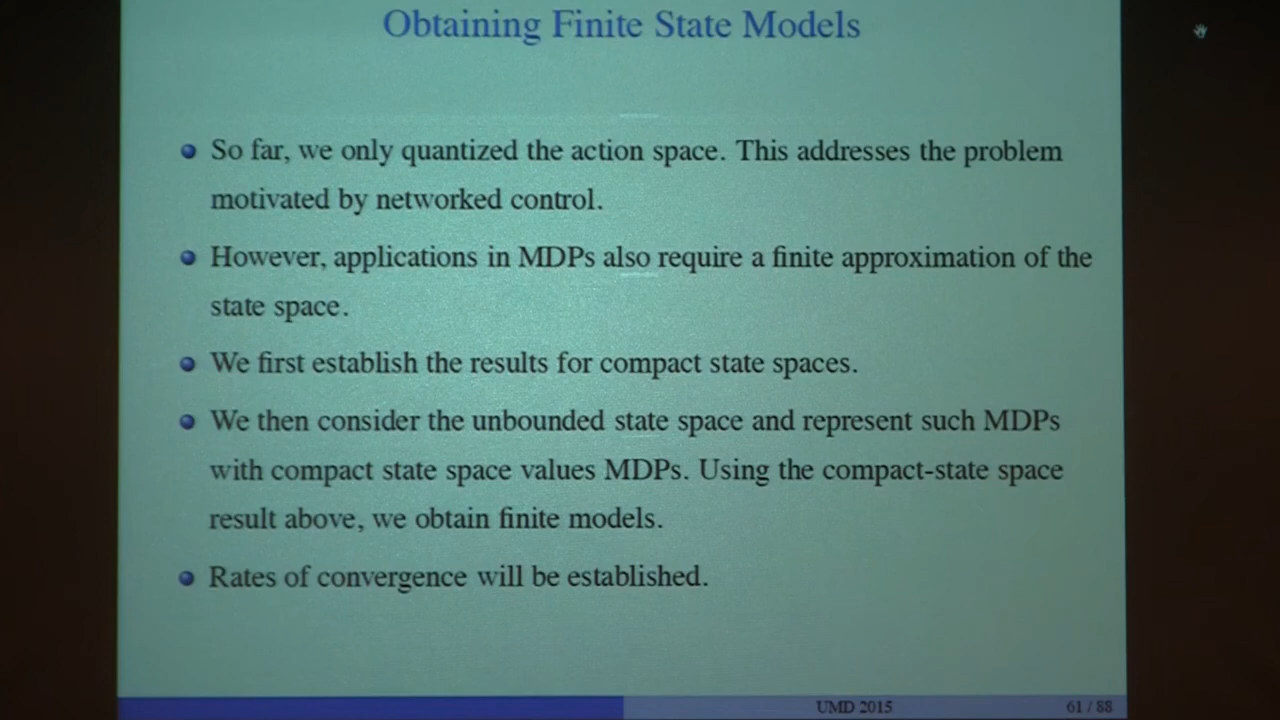 Obtaining Finite State Models
So far, we only quantized the action space. This addresses the problem
motivated by networked control.
However, applications in MDPs also require a finite approximation of the
state space.
We first establish the results for compact state spaces.
We then consider the unbounded state space and represent such MDPs
with compact state space values MDPs. Using the compact-state space
result above, we obtain finite models.
Rates of convergence will be established.
UMD 2015
61 / 88